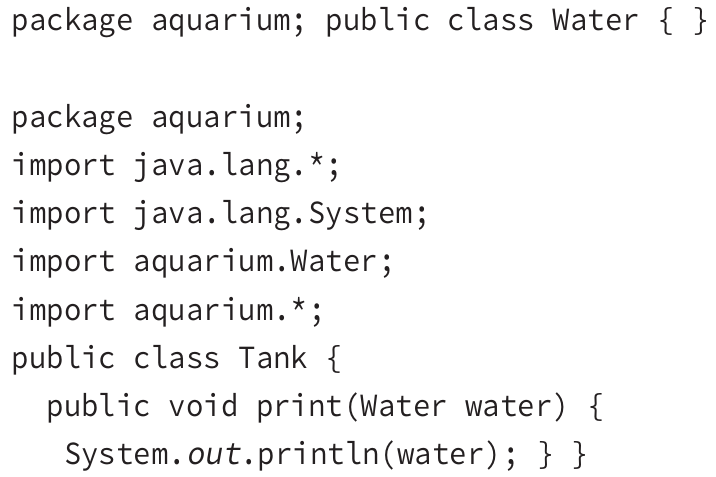 package aquarium; public class Water { }
package aquarium;
import java.lang.*;
import java.lang.System;
import aquarium.Water;
import aquarium.*;
public class Tank {
public void print(Water water) {
System.out.println(water); } }